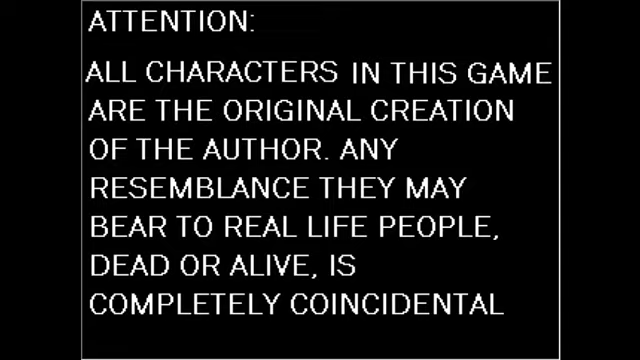 ATTENTION:
ALL CHARACTERS IN THIS GAME
ARE THE ORIGINAL CREATION
OF THE AUTHOR. ANY
RESEMBLANCE THEY MAY
BEAR TO REAL LIFE PEOPLE,
DEAD OR ALIVE, IS
COMPLETELY COINCIDENTAL